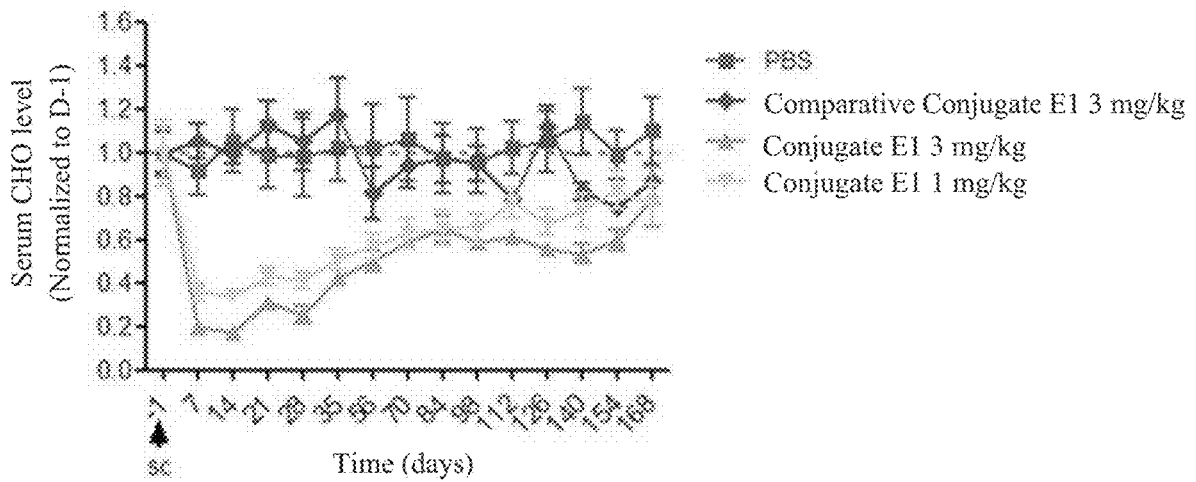 Serum CHO level
(Normalized to D-1)
1.6
1.4
1.2
1.0
0.8
0.6
0.4
0.2
0.0
-1 7 14 21 28 35 56 70 84 98 112 126 140 154 168
SC
Time (days)
PBS
Comparative Conjugate E1 3 mg/kg
Conjugate E1 3 mg/kg
Conjugate E1 1 mg/kg